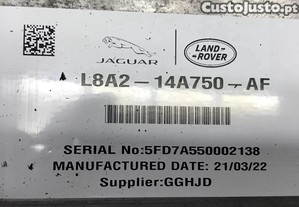 CustoJusto.pt
JAGUAR
LAND-
ROVER
L8A2-14A750-AF
SERIAL No:5FD7A550002138
MANUFACTURED DATE: 21/03/22
Supplier:GGHJD